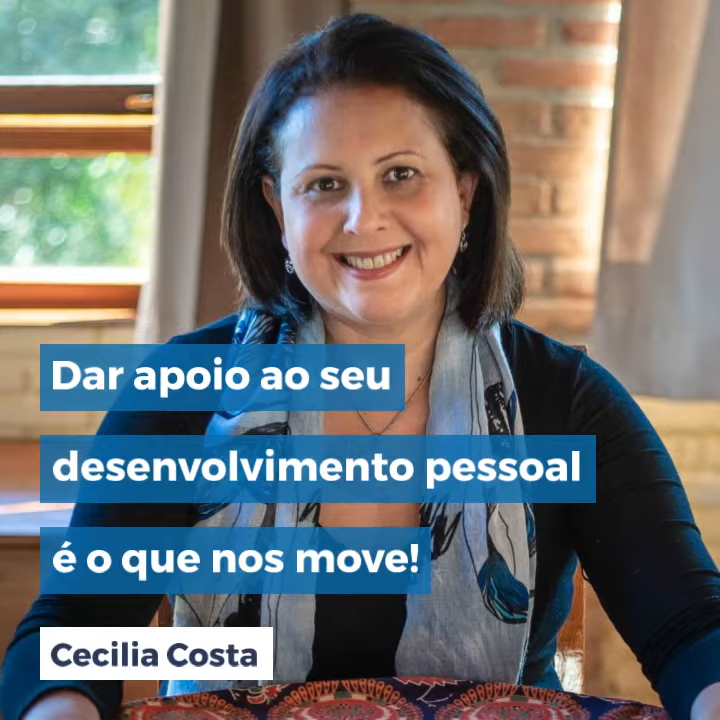 Dar apoio ao seu
desenvolvimento pessoal
é o que nos move!
Cecilia Costa